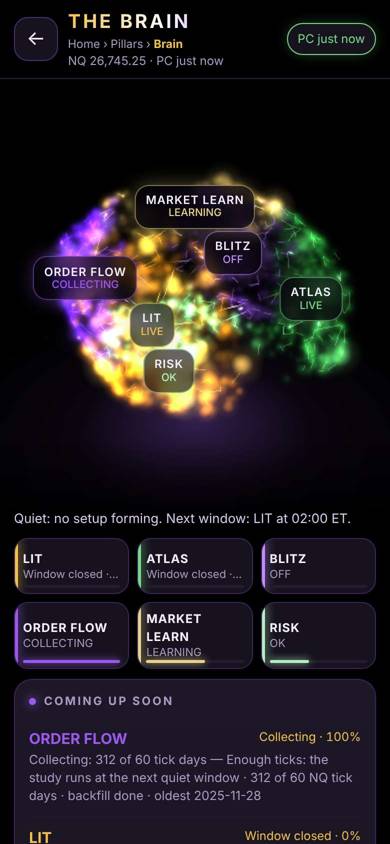 THE BRAIN
Home › Pillars › Brain
NQ 26,745.25 · PC just now
PC just now
MARKET LEARN
LEARNING
BLITZ
OFF
ORDER FLOW
COLLECTING
ATLAS
LIVE
LIT
LIVE
RISK
OK
Quiet: no setup forming. Next window: LIT at 02:00 ET.
LIT
Window closed ·...
ATLAS
Window closed ·...
BLITZ
OFF
ORDER FLOW
COLLECTING
MARKET
LEARN
LEARNING
RISK
OK
COMING UP SOON
ORDER FLOW
Collecting · 100%
Collecting: 312 of 60 tick days — Enough ticks: the
study runs at the next quiet window · 312 of 60 NQ tick
days · backfill done · oldest 2025-11-28
LIT
Window closed · 0%